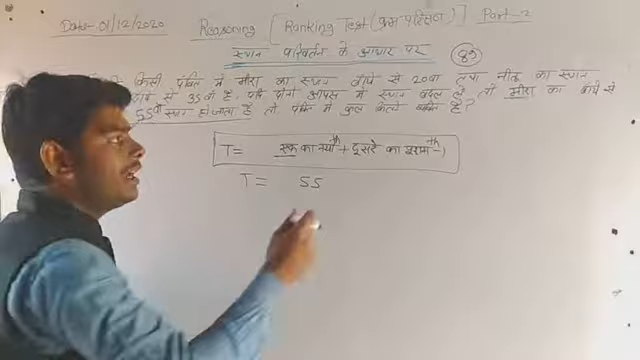 Date- 01/12/2020 Reasoning [Ranking Test (क्रम परीक्षण)] Part-2
स्थान परिवर्तन के आधार पर (85)
किसी पंक्ति में मीरा का स्थान बाँये से 20वां तथा नीरू का स्थान
से 35वां है। यदि दोनों आपस में स्थान बदल लें तो मीरा का बाँये से
55वां स्थान हो जाता है तो पंक्ति में कुल कितने व्यक्ति है?
T = एक का नया th + दूसरे का पुराना th - 1
T = 55